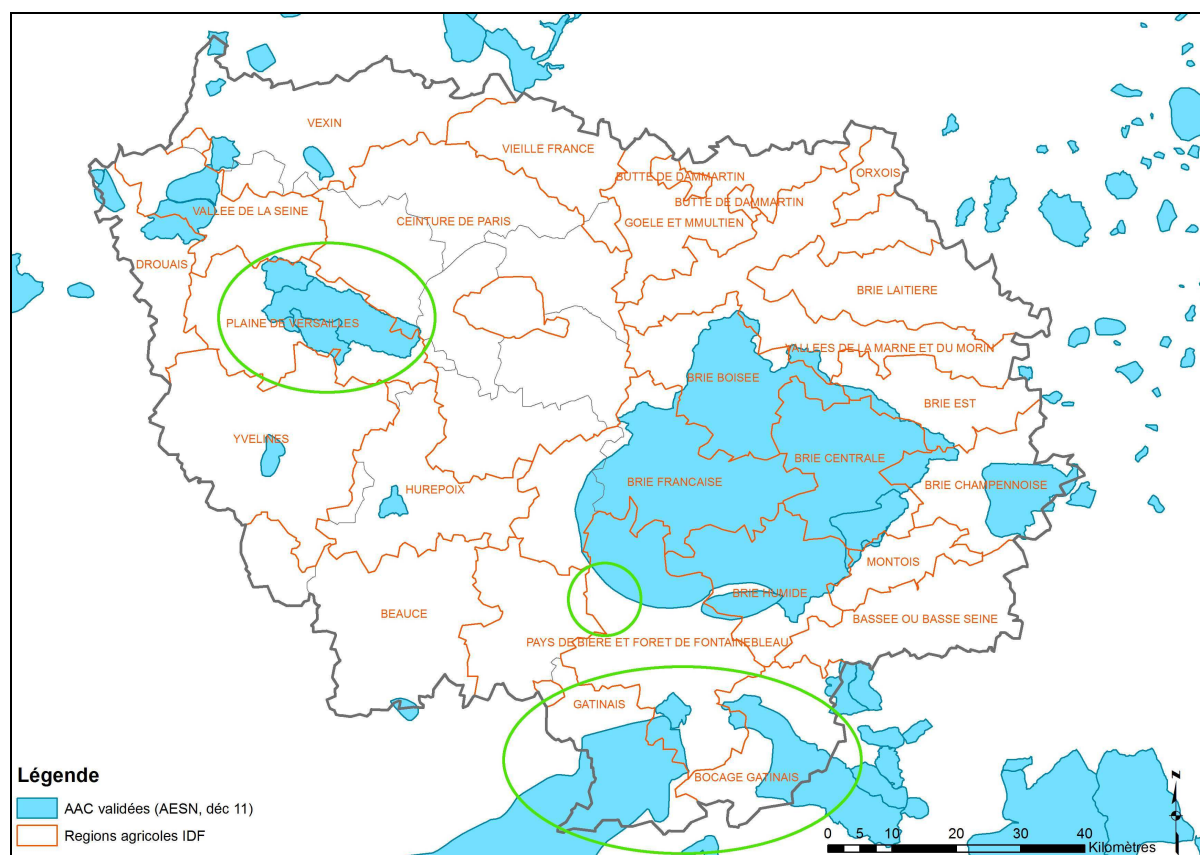 VEXIN
VIEILLE FRANCE
BUTTE DE DAMMARTIN
ORXOIS
BUTTE DE DAMMARTIN
VALLEE DE LA SEINE
CEINTURE DE PARIS
GOELE ET MMULTIEN
DROUAIS
BRIE LAITIERE
PLAINE DE VERSAILLES
VALLEES DE LA MARNE ET DU MORIN
BRIE BOISEE
BRIE EST
YVELINES
BRIE CENTRALE
BRIE FRANCAISE
BRIE CHAMPENNOISE
HUREPOIX
MONTOIS
BRIE HUMIDE
BEAUCE
BASSEE OU BASSE SEINE
PAYS DE BIERE ET FORET DE FONTAINEBLEAU
GATINAIS
BOCAGE GATINAIS
Légende
AAC validées (AESN, déc 11)
Regions agricoles IDF
0 5 10 20 30 40
Kilomètres
N